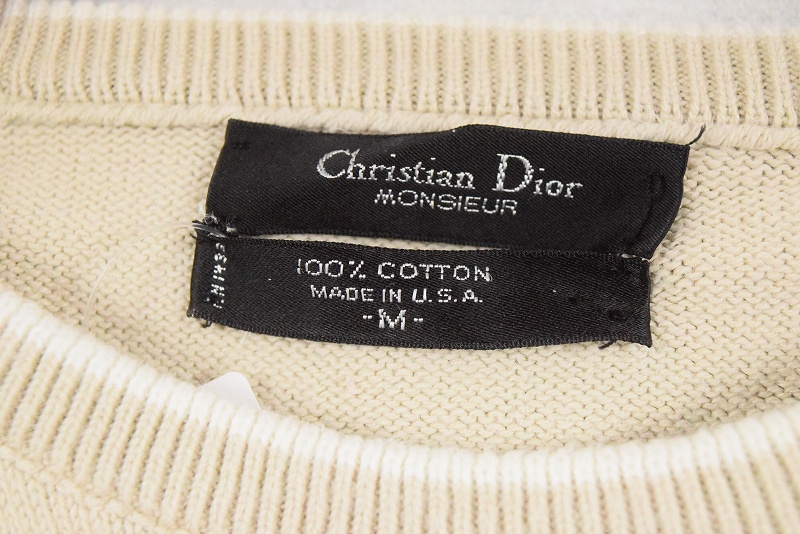 Christian Dior
MONSIEUR
100% COTTON
MADE IN U.S.A.
-M-